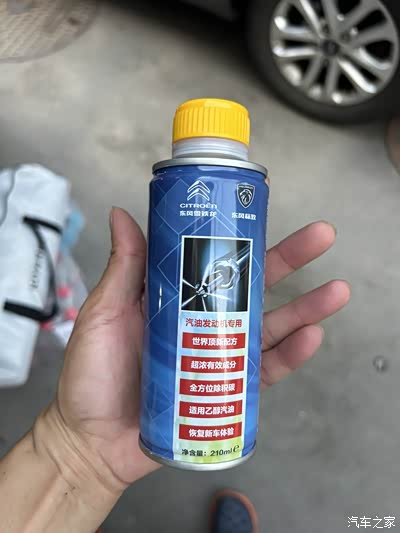 CITROËN
东风雪铁龙
东风标致
汽油发动机专用
世界顶新配方
超浓有效成分
全方位除积碳
适用乙醇汽油
恢复新车体验
净含量：210ml℮
汽车之家